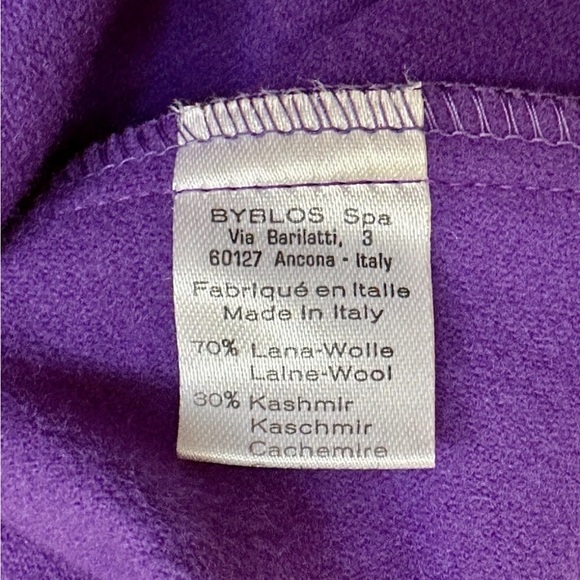 BYBLOS Spa
Via Barilatti, 3
60127 Ancona - Italy
Fabriqué en Italie
Made in Italy
70% Lana-Wolle
Laine-Wool
30% Kashmir
Kaschmir
Cachemire